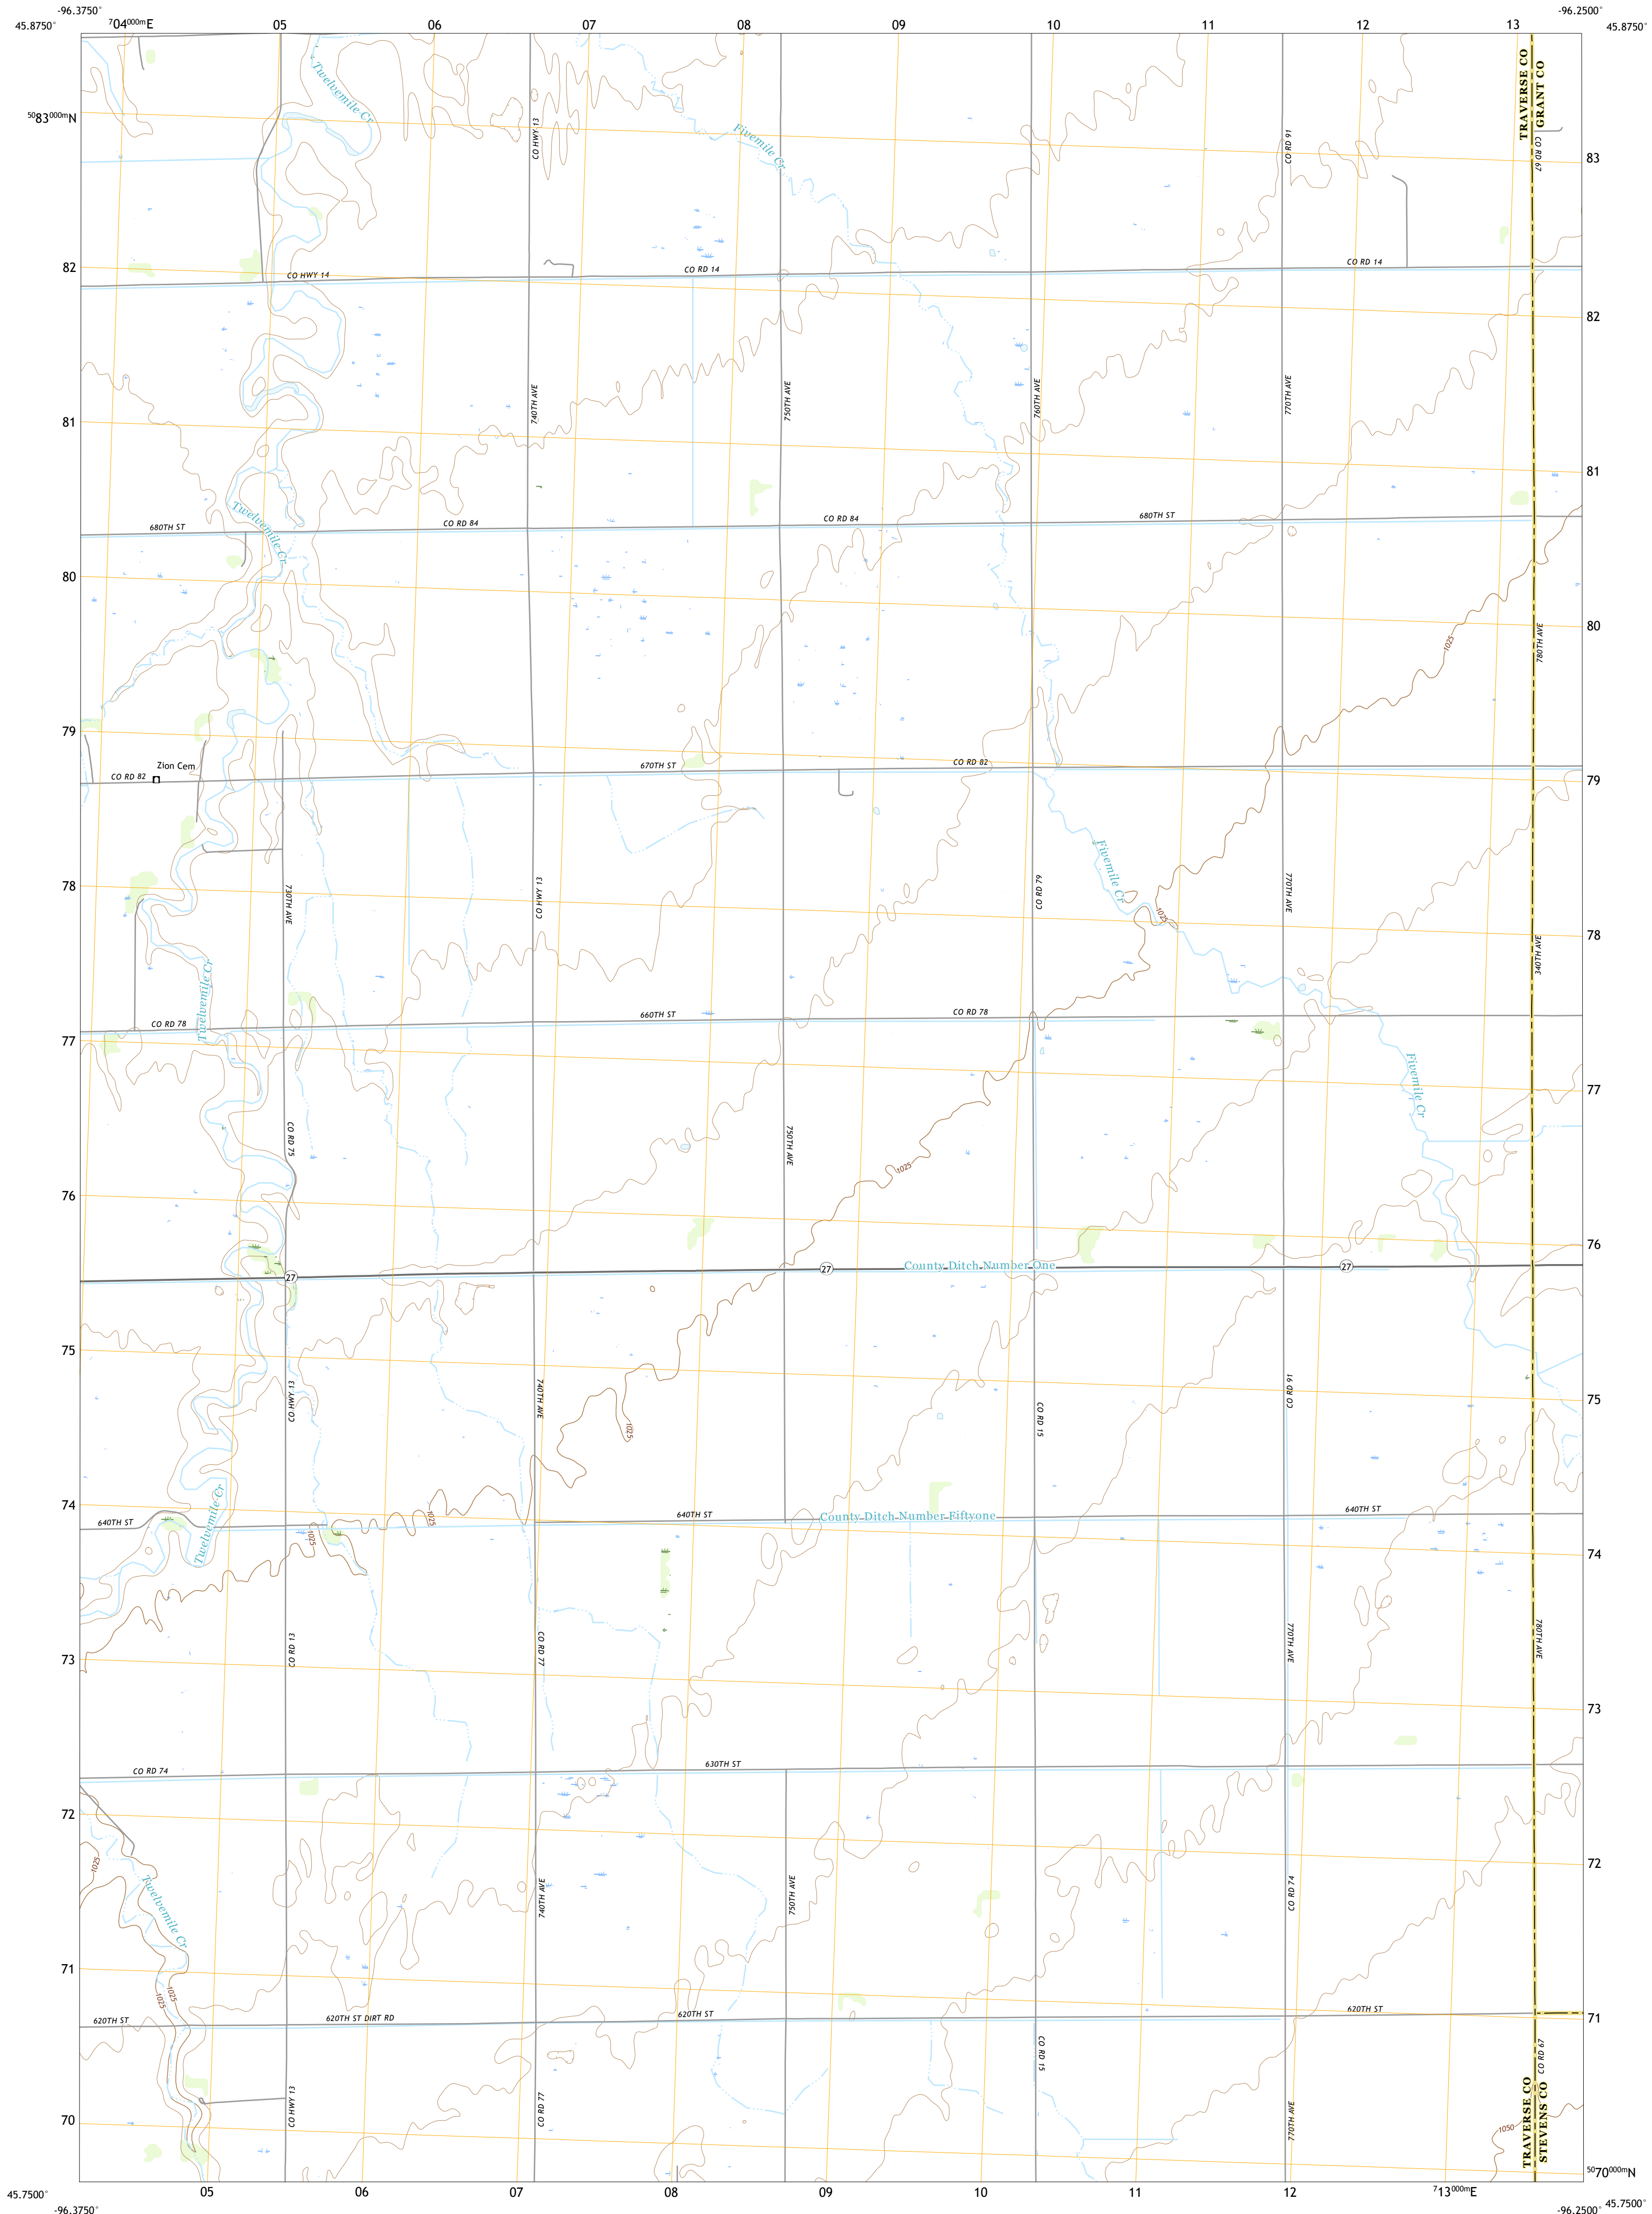 -96.3750°
-96.2500°
45.8750°
704000mE
05
06
07
08
09
10
11
12
13
45.8750°
TRAVERSE CO
GRANT CO
Twelvemile Cr
5083000mN
CO HWY 13
Fivemile Cr
CO RD 91
CO RD 67
83
82
CO HWY 14
CO RD 14
CO RD 14
82
81
740TH AVE
750TH AVE
760TH AVE
770TH AVE
81
Twelvemile Cr
680TH ST
CO RD 84
CO RD 84
680TH ST
80
80
1025
780TH AVE
79
Zion Cem
CO RD 82
670TH ST
CO RD 82
79
Fivemile Cr
78
730TH AVE
CO HWY 13
CO RD 79
770TH AVE
1025
78
340TH AVE
Twelvemile Cr
CO RD 78
660TH ST
CO RD 78
77
Fivemile Cr
77
CO RD 75
750TH AVE
1025
76
76
27
27
County Ditch Number One
27
75
CO HWY 13
740TH AVE
CO RD 15
CO RD 91
75
1025
74
Twelvemile Cr
640TH ST
1025
1025
640TH ST
County Ditch Number Fiftyone
640TH ST
74
73
CO RD 13
CO RD 77
770TH AVE
780TH AVE
73
CO RD 74
630TH ST
72
1025
72
Twelvemile Cr
740TH AVE
750TH AVE
CO RD 74
71
1025
1025
620TH ST
620TH ST DIRT RD
620TH ST
620TH ST
71
CO RD 15
CO RD 67
70
CO HWY 13
CO RD 77
770TH AVE
1050
TRAVERSE CO
STEVENS CO
5070000mN
45.7500°
05
06
07
08
09
10
11
12
713000mE
45.7500°
-96.3750°
-96.2500°